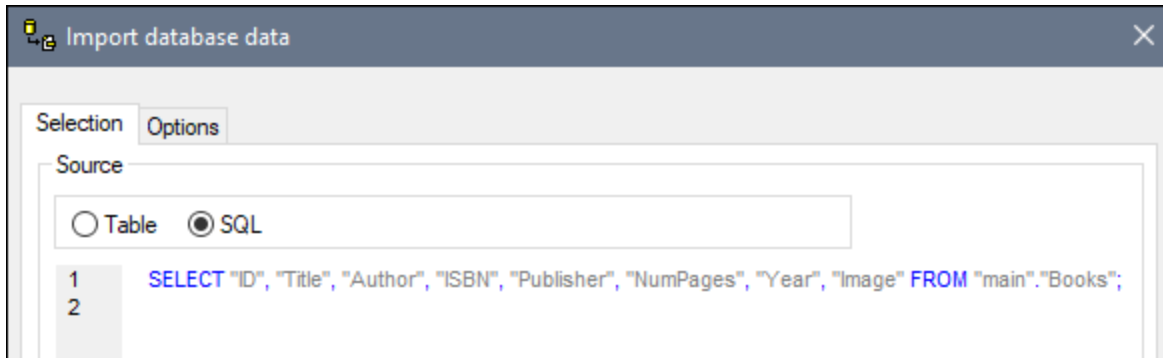 Import database data
Selection Options
Source
Table SQL
1 SELECT "ID", "Title", "Author", "ISBN", "Publisher", "NumPages", "Year", "Image" FROM "main"."Books";
2